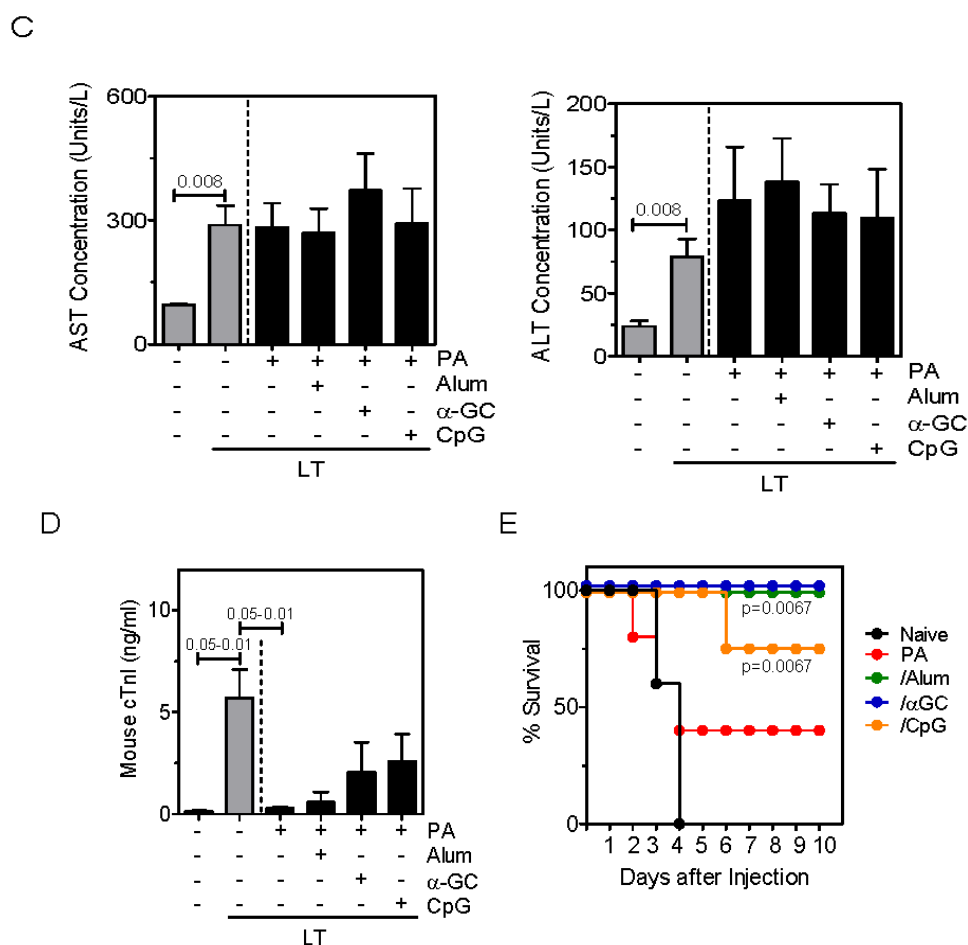 C
AST Concentration (Units/L)
600
300
0
0.008
- - + + + + PA
- - - + - - Alum
- - - - + - α-GC
- - - - - + CpG
LT
ALT Concentration (Units/L)
200
150
100
50
0
0.008
- - + + + + PA
- - - + - - Alum
- - - - + - α-GC
- - - - - + CpG
LT
D
Mouse cTnI (ng/ml)
10
5
0
0.05-0.01
0.05-0.01
- - + + + + PA
- - - + - - Alum
- - - - + - α-GC
- - - - - + CpG
LT
E
% Survival
100
50
0
p=0.0067
p=0.0067
1 2 3 4 5 6 7 8 9 10
Days after Injection
Naive
PA
/Alum
/αGC
/CpG